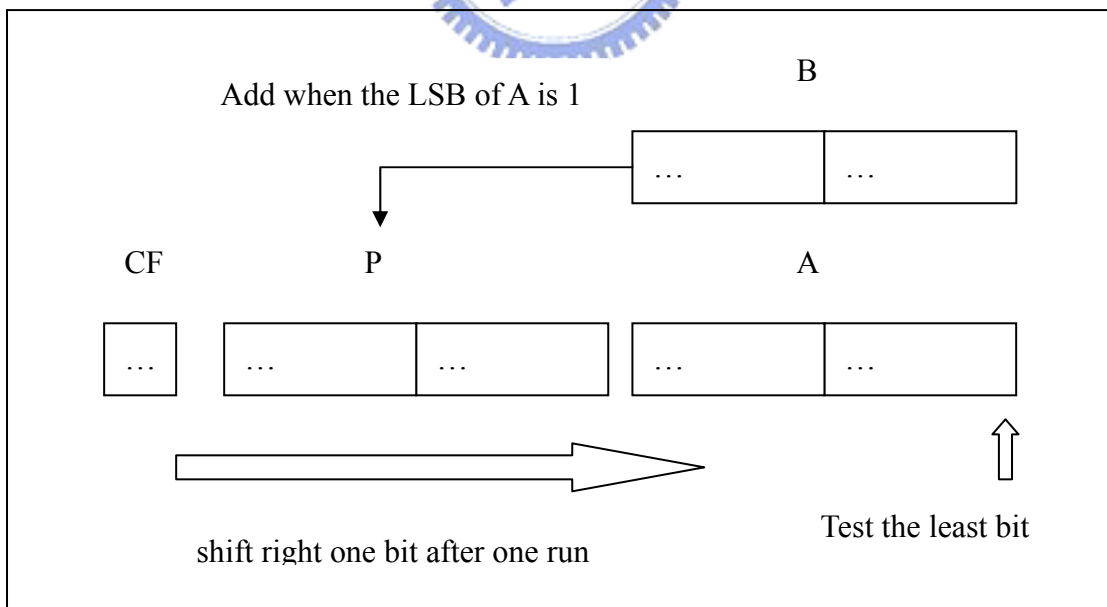 B
Add when the LSB of A is 1
… …
CF P A
… … … … …
Test the least bit
shift right one bit after one run